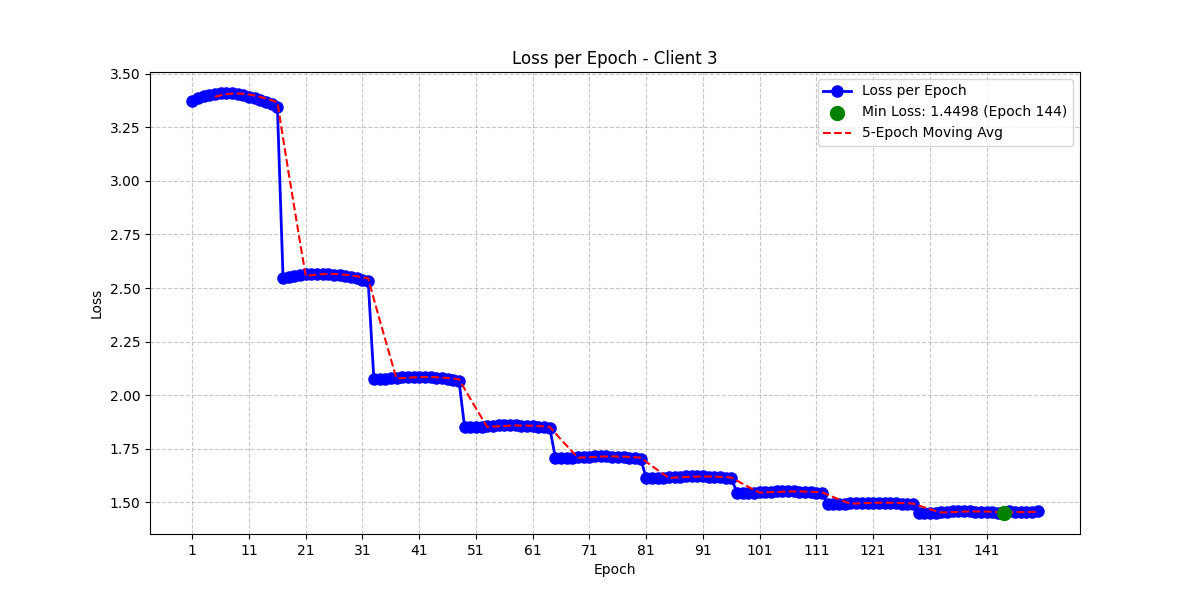 Loss per Epoch - Client 3
Loss per Epoch
Min Loss: 1.4498 (Epoch 144)
5-Epoch Moving Avg
3.50
3.25
3.00
2.75
2.50
2.25
2.00
1.75
1.50
Loss
1 11 21 31 41 51 61 71 81 91 101 111 121 131 141
Epoch